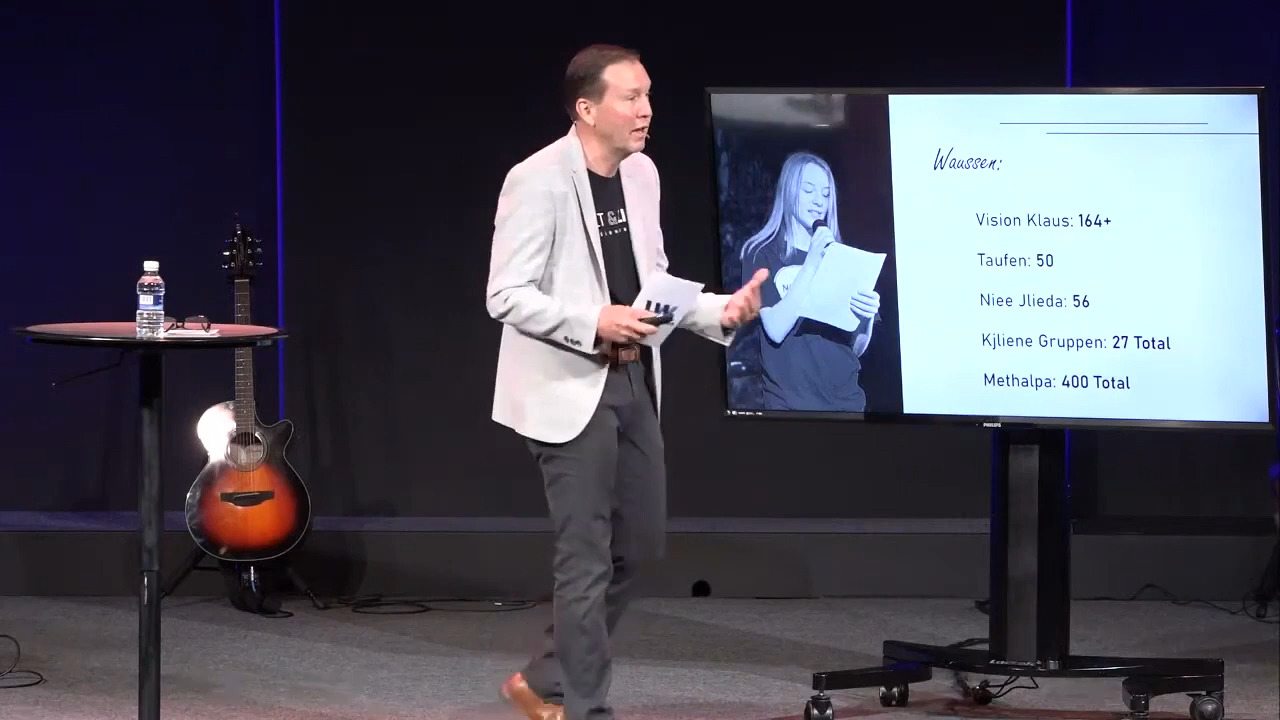 Waussen:
Vision Klaus: 164+
Taufen: 50
Niee Jlieda: 56
Kjliene Gruppen: 27 Total
Methalpa: 400 Total
PHILIPS